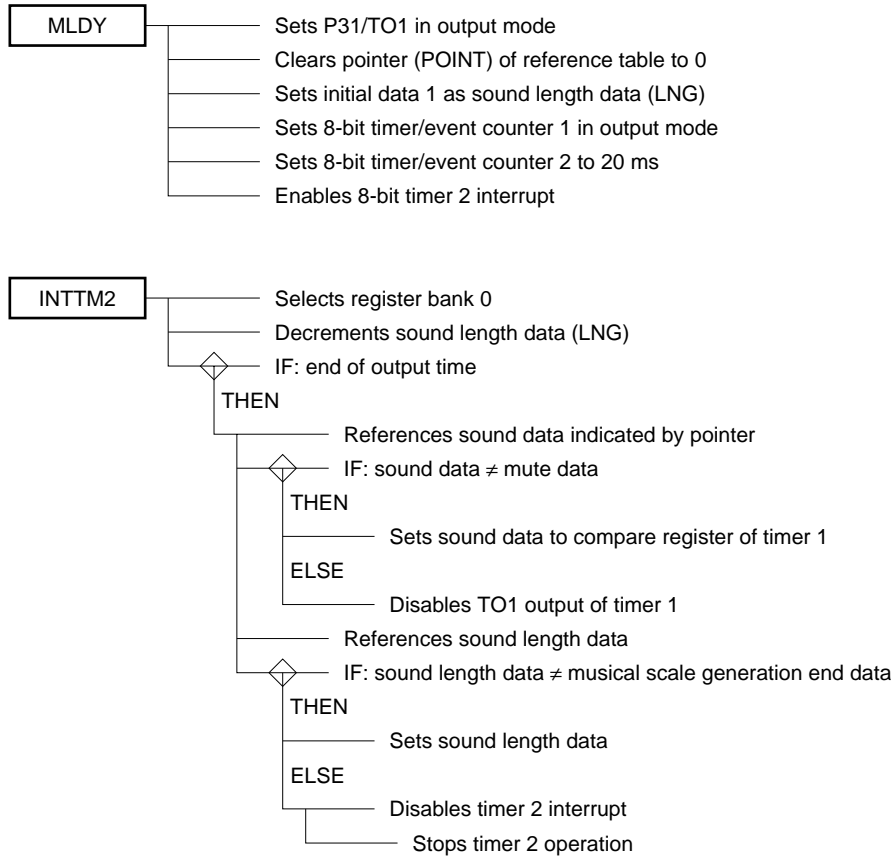 MLDY
Sets P31/TO1 in output mode
Clears pointer (POINT) of reference table to 0
Sets initial data 1 as sound length data (LNG)
Sets 8-bit timer/event counter 1 in output mode
Sets 8-bit timer/event counter 2 to 20 ms
Enables 8-bit timer 2 interrupt
INTTM2
Selects register bank 0
Decrements sound length data (LNG)
IF: end of output time
THEN
References sound data indicated by pointer
IF: sound data ≠ mute data
THEN
Sets sound data to compare register of timer 1
ELSE
Disables TO1 output of timer 1
References sound length data
IF: sound length data ≠ musical scale generation end data
THEN
Sets sound length data
ELSE
Disables timer 2 interrupt
Stops timer 2 operation